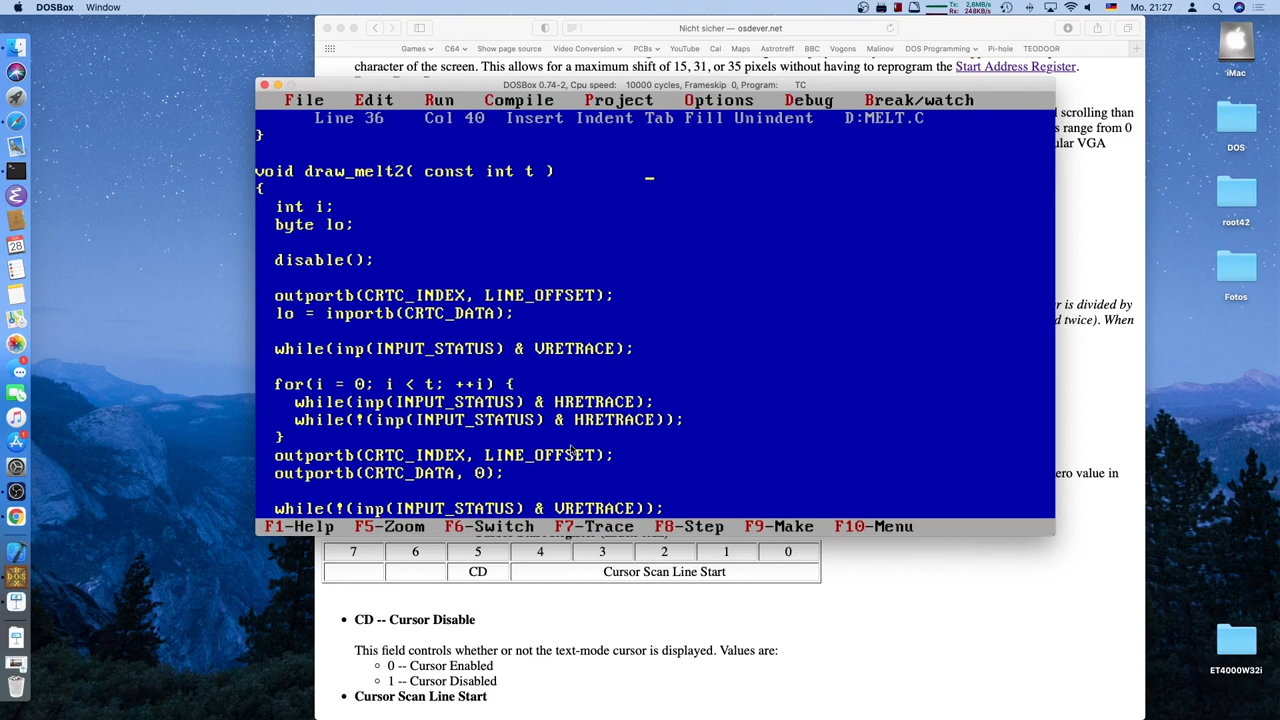 DOSBox Window
2,6MB/s
248KB/s
Mo. 21:27
Nicht sicher — osdever.net
Games C64 Show page source Video Conversion PCBs YouTube Cal Maps Astrotreff BBC Vogons Malinov DOS Programming Pi-hole TEODOOR
character of the screen. This allows for a maximum shift of 15, 31, or 35 pixels without having to reprogram the Start Address Register.
DOSBox 0.74-2, Cpu speed: 10000 cycles, Frameskip 0, Program: TC
File Edit Run Compile Project Options Debug Break/watch
Line 36 Col 40 Insert Indent Tab Fill Unindent D:MELT.C
}
void draw_melt2( const int t )
{
int i;
byte lo;
disable();
outportb(CRTC_INDEX, LINE_OFFSET);
lo = inportb(CRTC_DATA);
while(inp(INPUT_STATUS) & VRETRACE);
for(i = 0; i < t; ++i) {
while(inp(INPUT_STATUS) & HRETRACE);
while(!(inp(INPUT_STATUS) & HRETRACE));
}
outportb(CRTC_INDEX, LINE_OFFSET);
outportb(CRTC_DATA, 0);
while(!(inp(INPUT_STATUS) & VRETRACE));
F1-Help F5-Zoom F6-Switch F7-Trace F8-Step F9-Make F10-Menu
scrolling than
s range from 0
ular VGA
r is divided by
d twice). When
ero value in
7 6 5 4 3 2 1 0
CD Cursor Scan Line Start
• CD -- Cursor Disable
This field controls whether or not the text-mode cursor is displayed. Values are:
○ 0 -- Cursor Enabled
○ 1 -- Cursor Disabled
• Cursor Scan Line Start
iMac
DOS
root42
Fotos
ET4000W32i